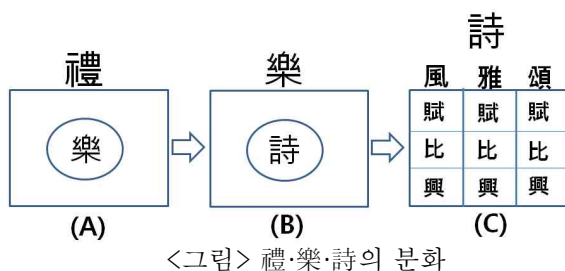 詩
禮
樂
風 雅 頌
樂
詩
賦 賦 賦
比 比 比
興 興 興
(A)
(B)
(C)
<그림> 禮·樂·詩의 분화